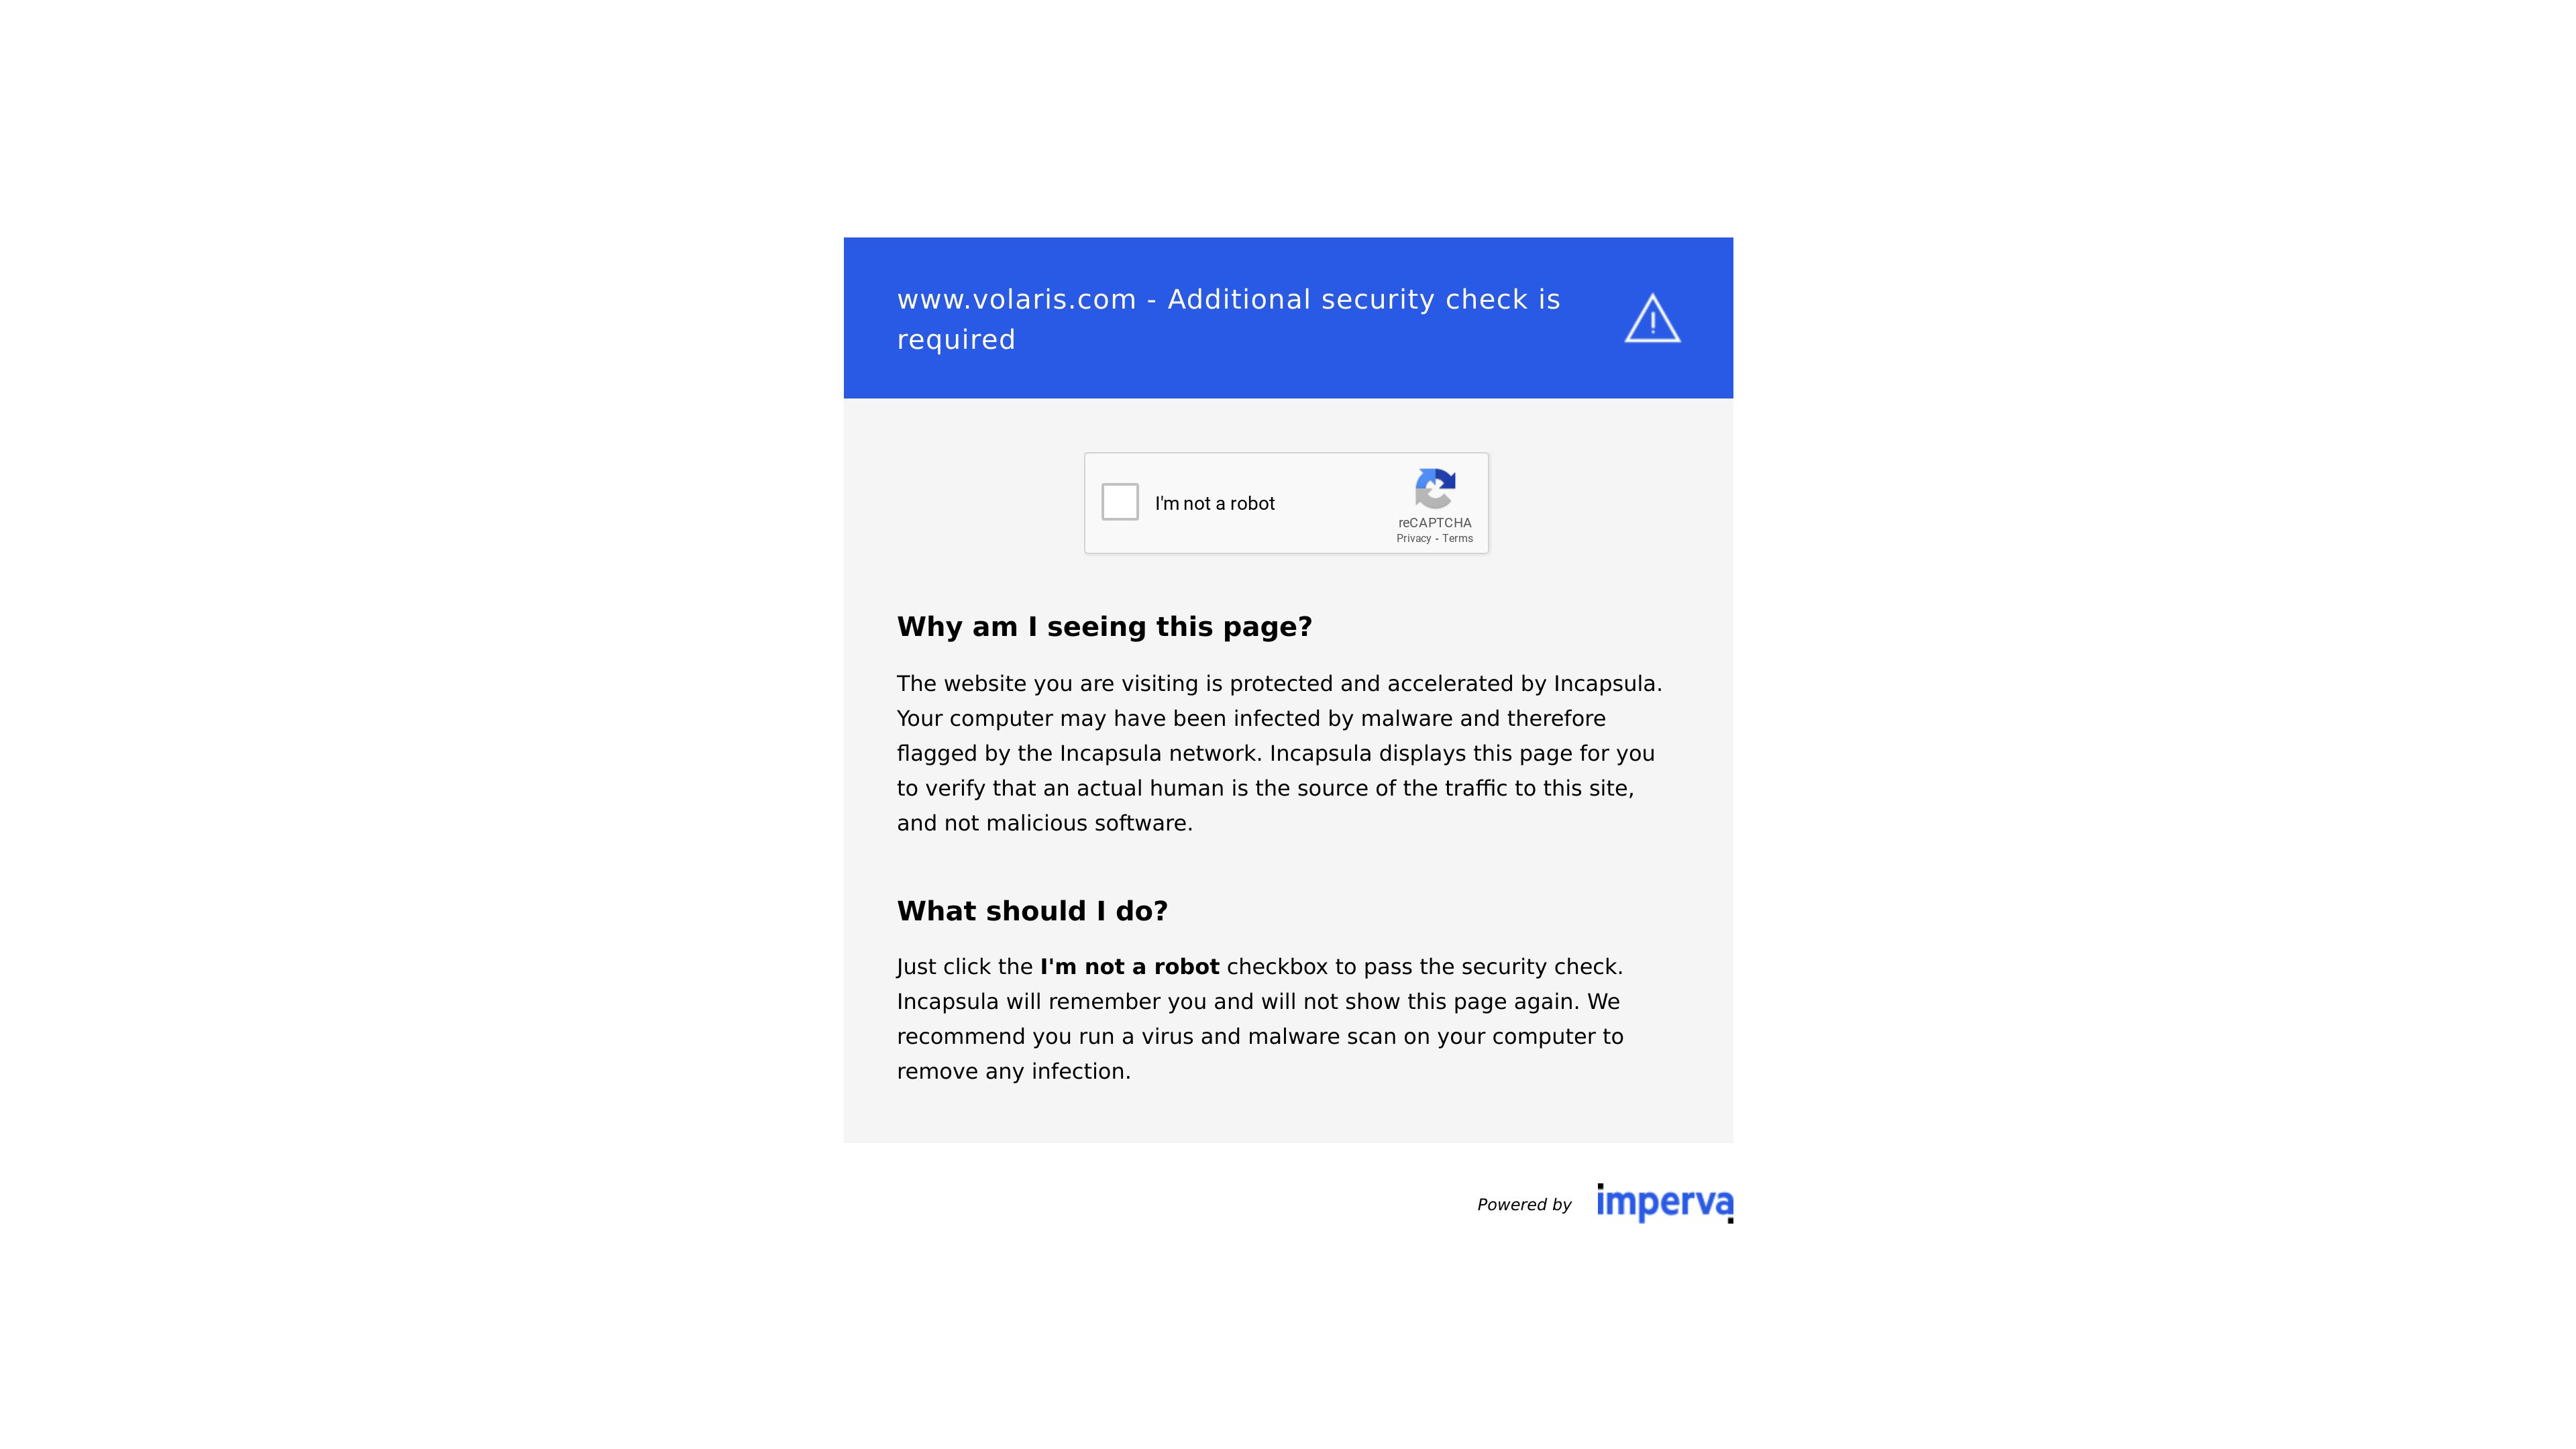 www.volaris.com - Additional security check is
required
I'm not a robot
reCAPTCHA
Privacy - Terms
Why am I seeing this page?
The website you are visiting is protected and accelerated by Incapsula.
Your computer may have been infected by malware and therefore
flagged by the Incapsula network. Incapsula displays this page for you
to verify that an actual human is the source of the traffic to this site,
and not malicious software.
What should I do?
Just click the I'm not a robot checkbox to pass the security check.
Incapsula will remember you and will not show this page again. We
recommend you run a virus and malware scan on your computer to
remove any infection.
Powered by imperva